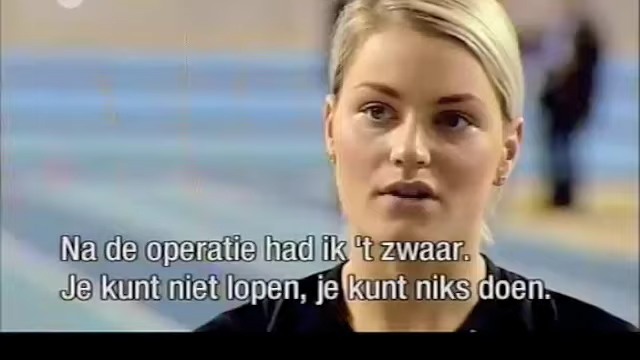 Na de operatie had ik 't zwaar.
Je kunt niet lopen, je kunt niks doen.